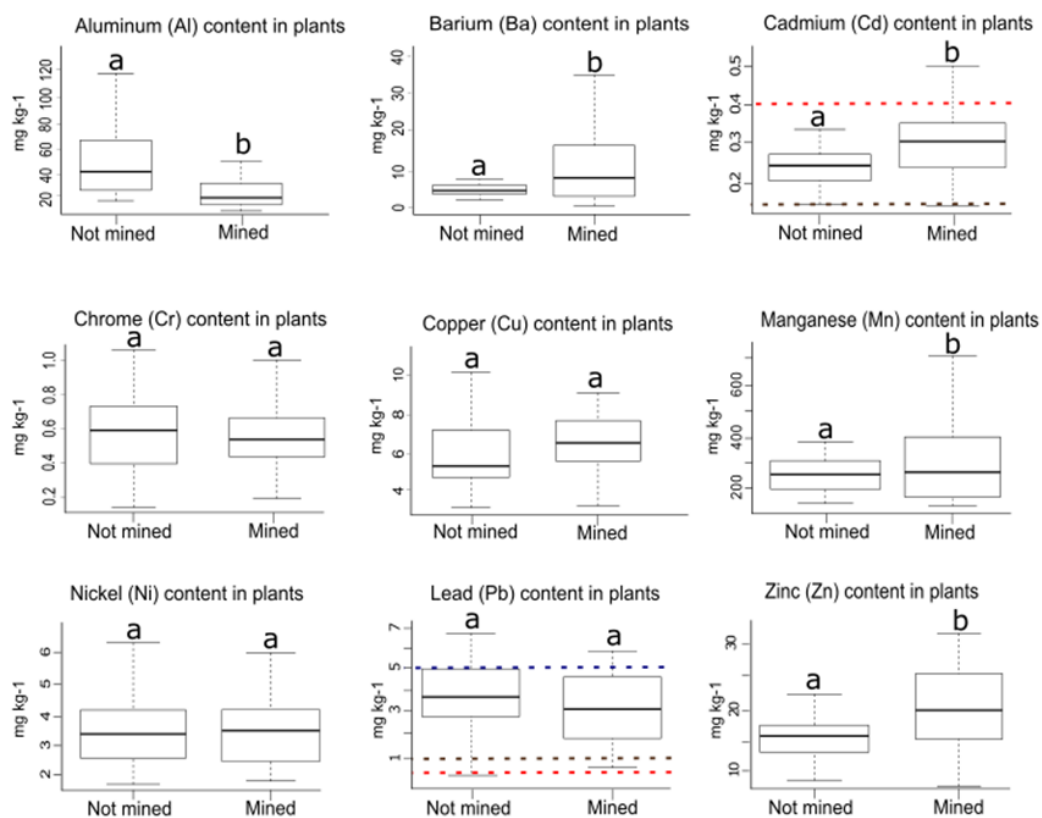 Aluminum (Al) content in plants
mg kg-1
120
100
80
60
40
20
a
b
Not mined
Mined
Barium (Ba) content in plants
mg kg-1
40
30
20
10
0
a
b
Not mined
Mined
Cadmium (Cd) content in plants
mg kg-1
0.5
0.4
0.3
0.2
a
b
Not mined
Mined
Chrome (Cr) content in plants
mg kg-1
1.0
0.8
0.6
0.4
0.2
a
a
Not mined
Mined
Copper (Cu) content in plants
mg kg-1
10
8
6
4
a
a
Not mined
Mined
Manganese (Mn) content in plants
mg kg-1
600
400
200
a
b
Not mined
Mined
Nickel (Ni) content in plants
mg kg-1
6
5
4
3
2
a
a
Not mined
Mined
Lead (Pb) content in plants
mg kg-1
7
5
3
1
a
a
Not mined
Mined
Zinc (Zn) content in plants
mg kg-1
30
20
10
a
b
Not mined
Mined